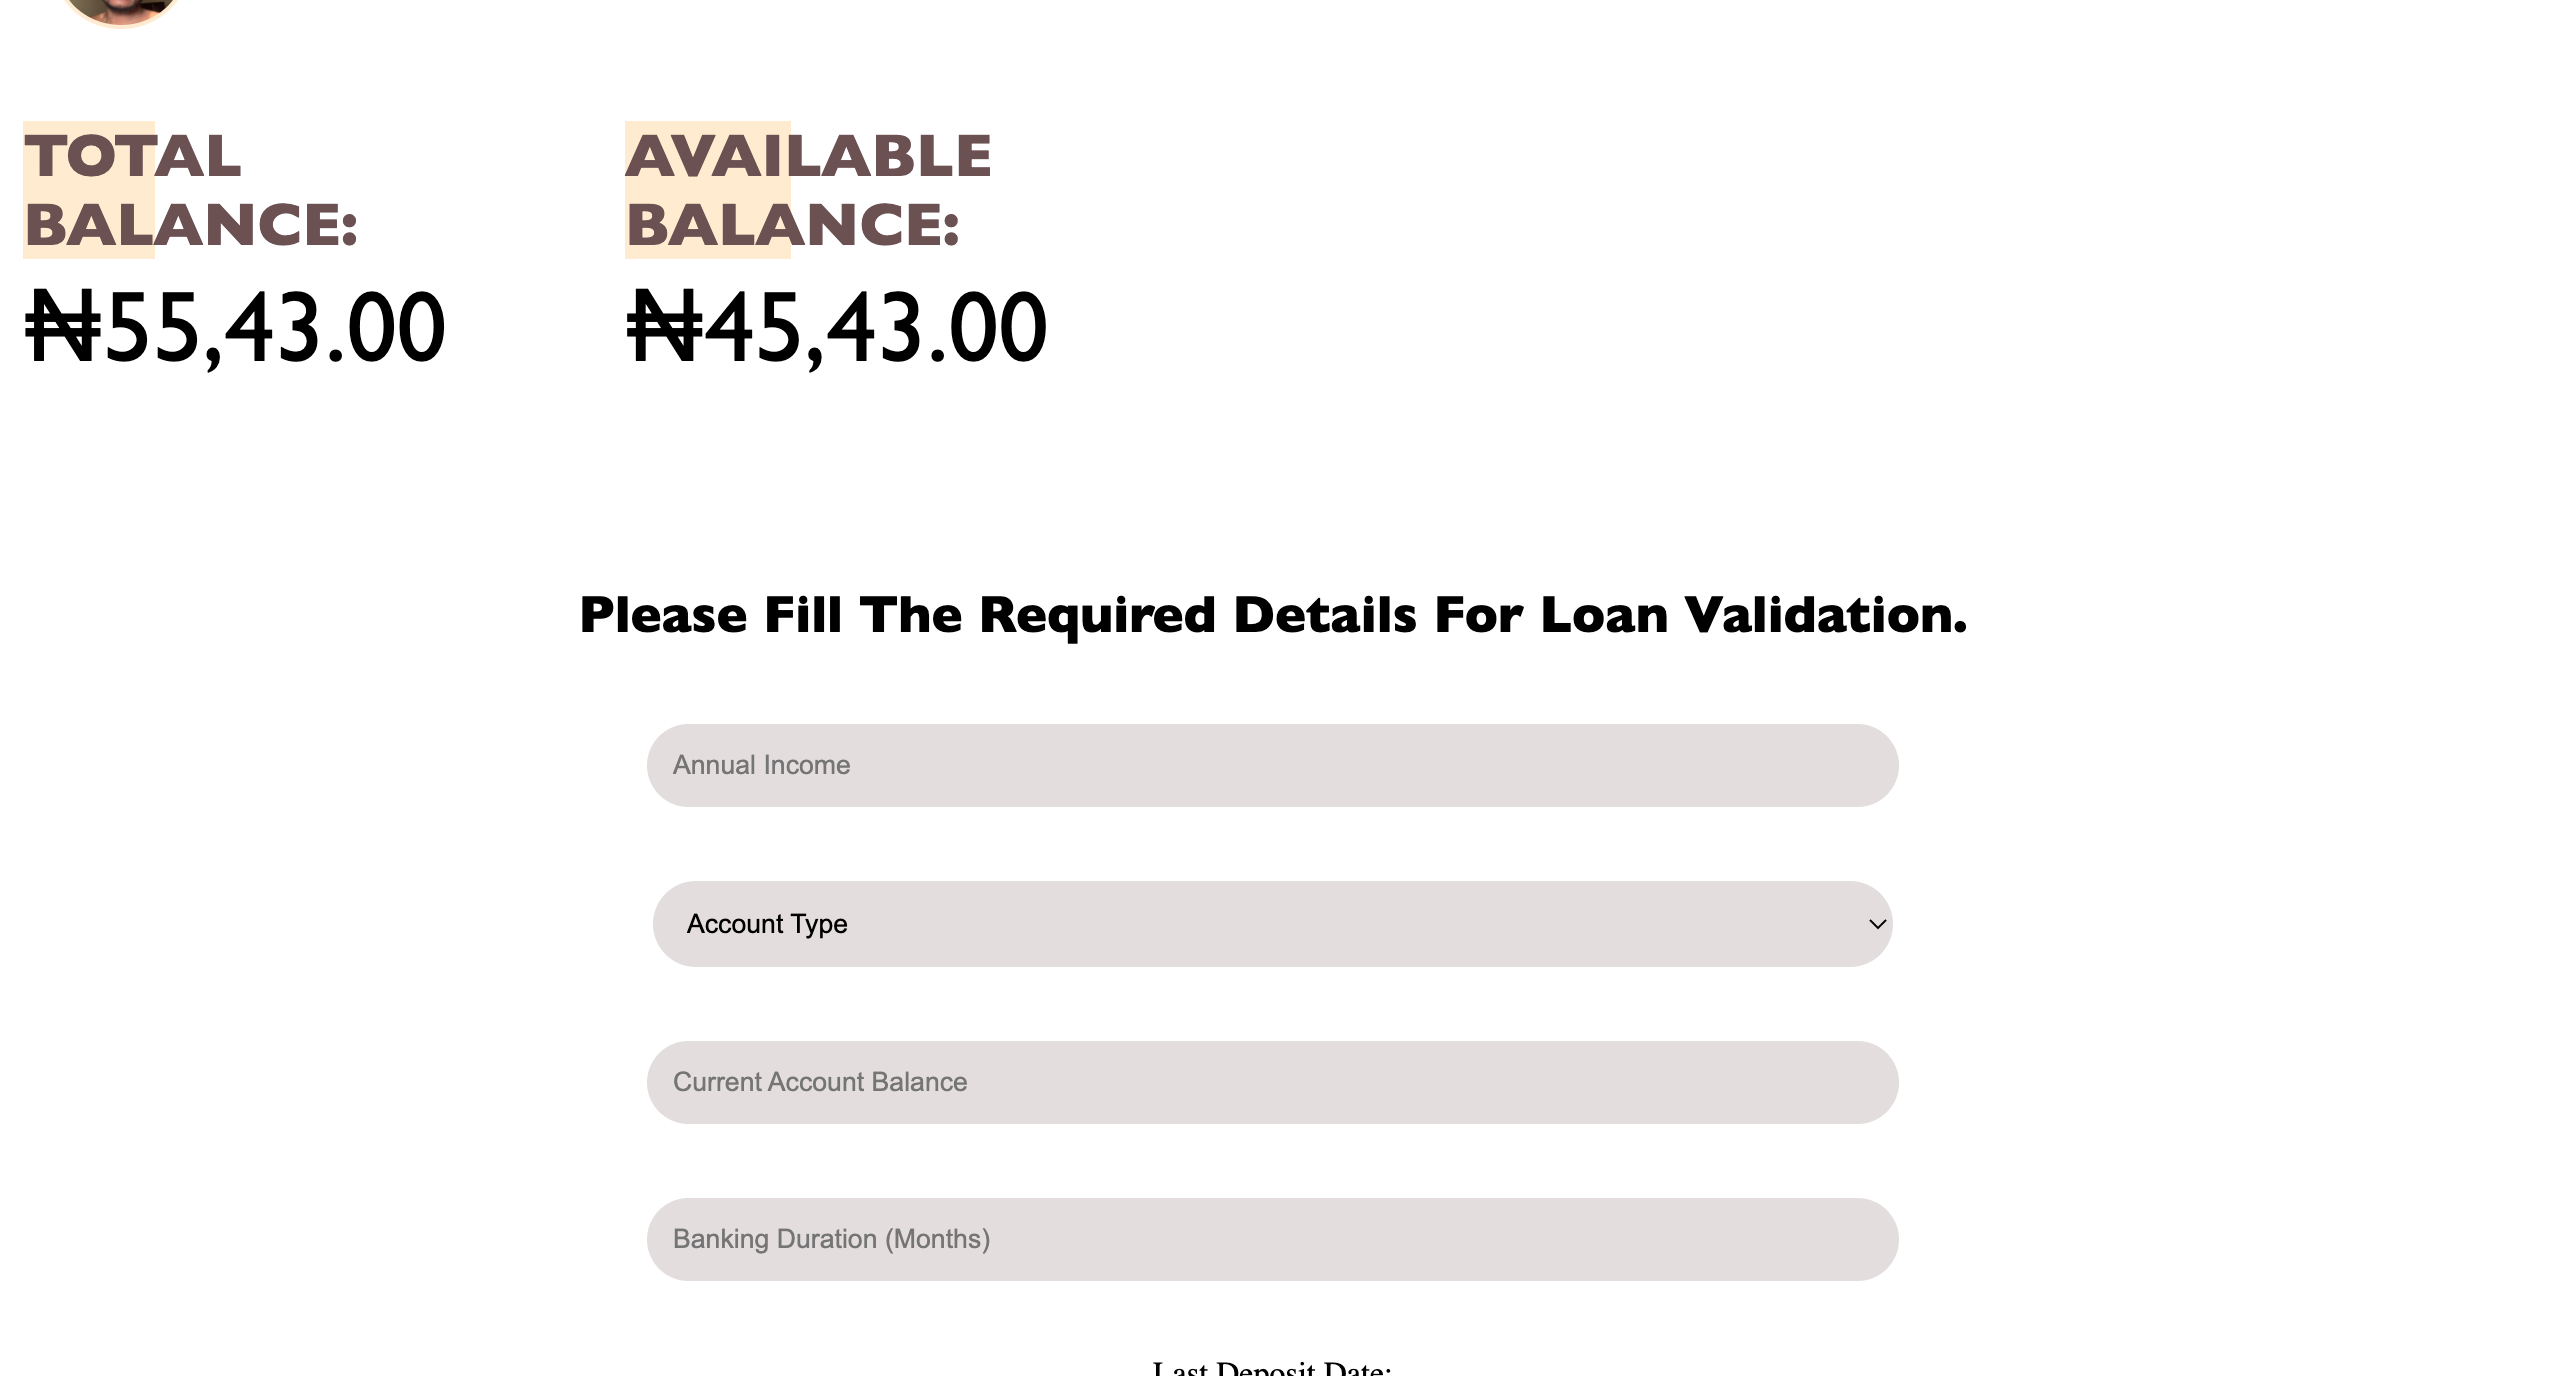 TOTAL
BALANCE:
₦55,43.00
AVAILABLE
BALANCE:
₦45,43.00
Please Fill The Required Details For Loan Validation.
Annual Income
Account Type
Current Account Balance
Banking Duration (Months)
Last Deposit Date: